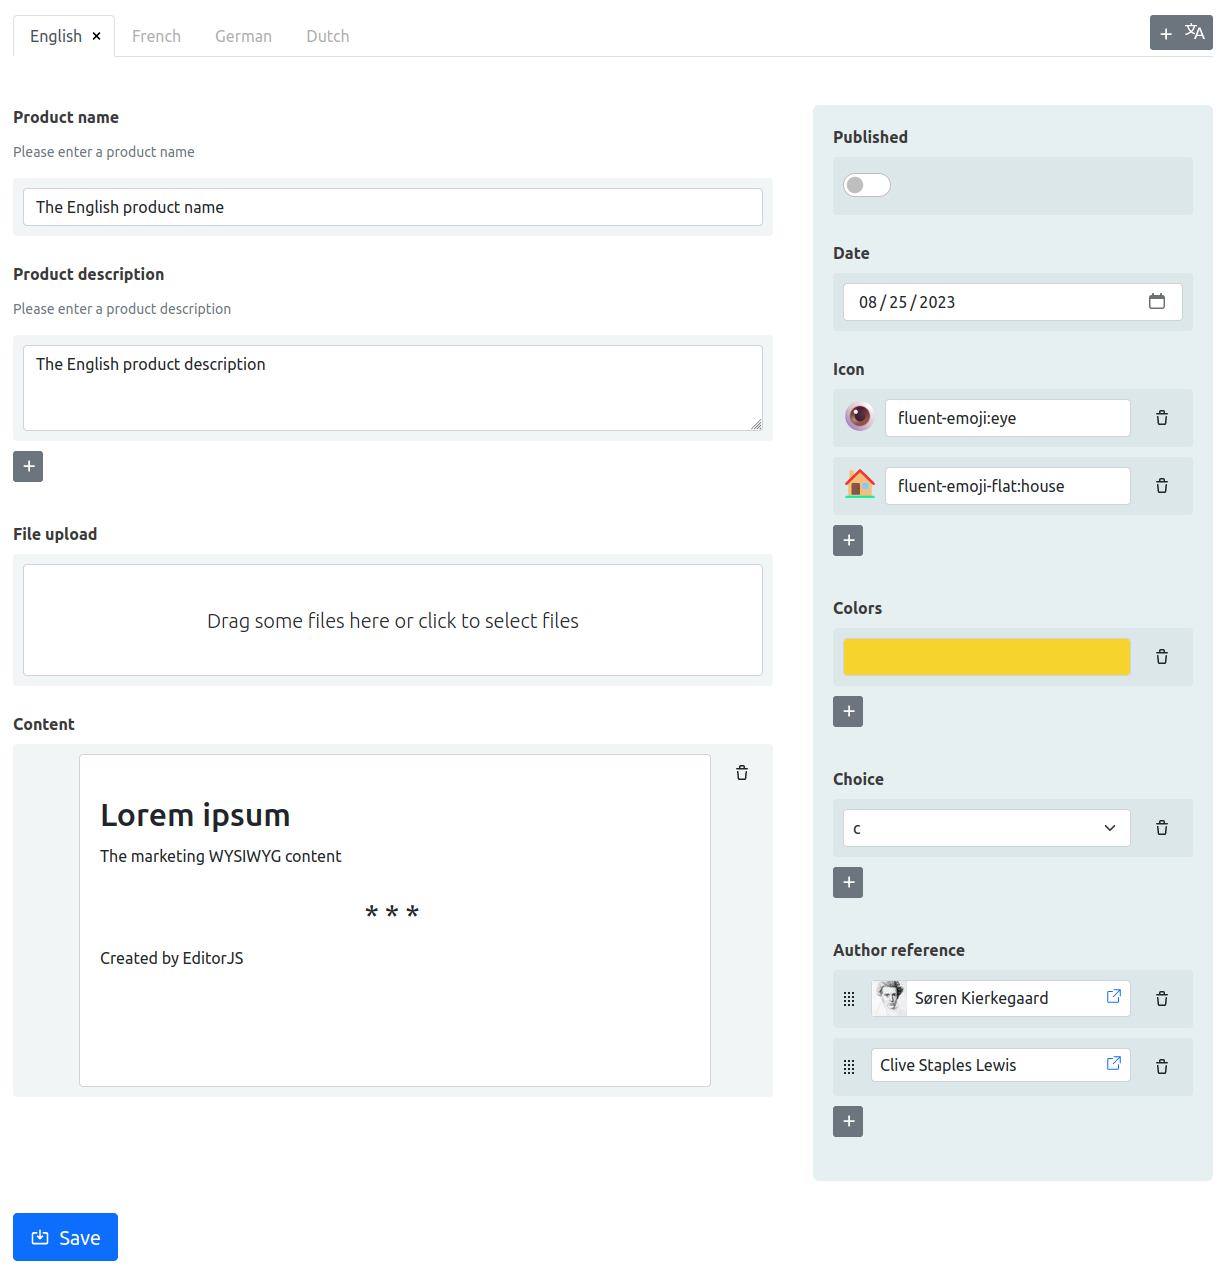 English ×
French
German
Dutch
+
Product name
Please enter a product name
The English product name
Product description
Please enter a product description
The English product description
+
File upload
Drag some files here or click to select files
Content
Lorem ipsum
The marketing WYSIWYG content
* * *
Created by EditorJS
Published
Date
08/25/2023
Icon
fluent-emoji:eye
fluent-emoji-flat:house
+
Colors
+
Choice
c
+
Author reference
Søren Kierkegaard
Clive Staples Lewis
+
Save